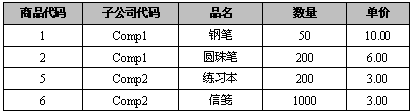 商品代码 子公司代码 品名 数量 单价
1 Comp1 钢笔 50 10.00
2 Comp1 圆珠笔 200 6.00
5 Comp2 练习本 200 3.00
6 Comp2 信笺 1000 3.00